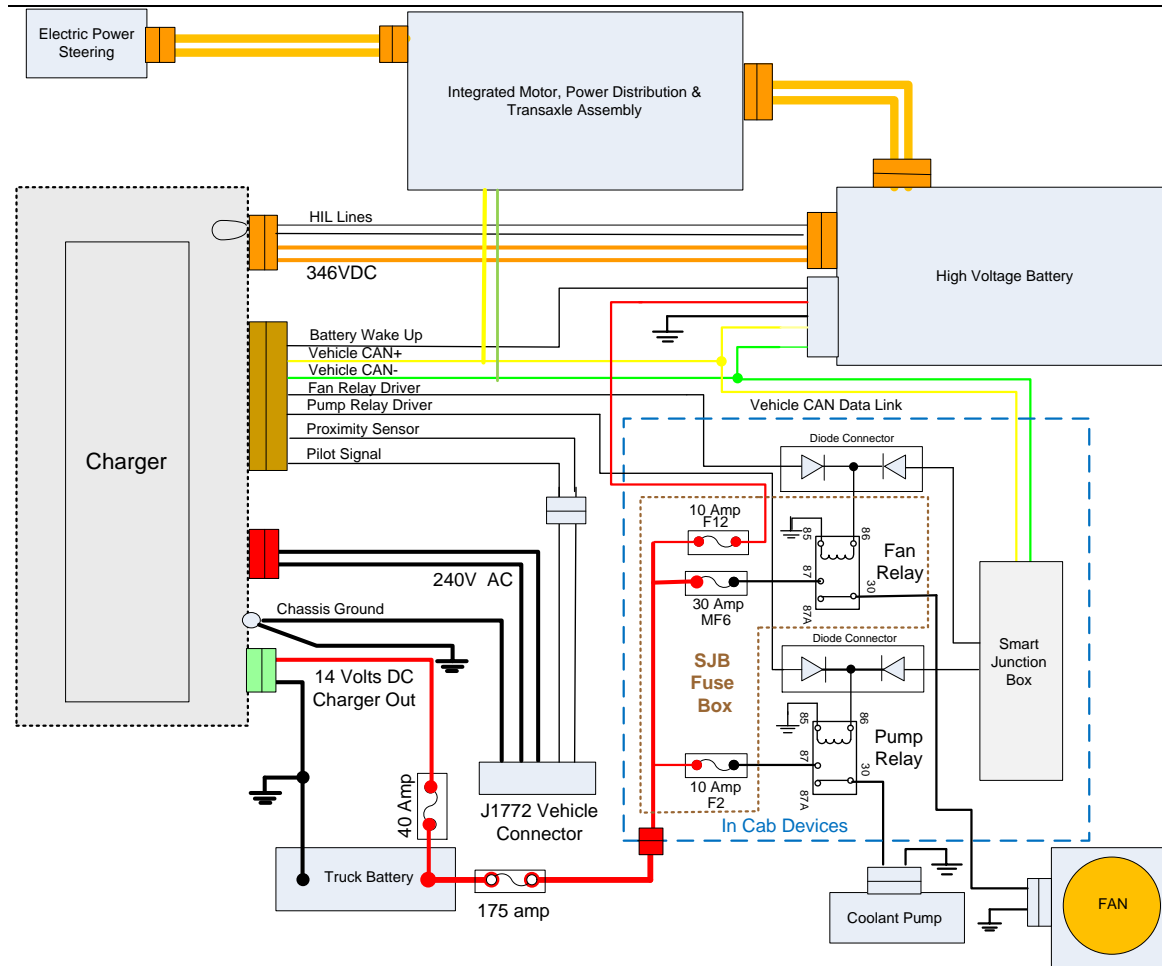 Electric Power
Steering
Integrated Motor, Power Distribution &
Transaxle Assembly
HIL Lines
346VDC
High Voltage Battery
Battery Wake Up
Vehicle CAN+
Vehicle CAN-
Fan Relay Driver
Pump Relay Driver
Proximity Sensor
Pilot Signal
Charger
Vehicle CAN Data Link
Diode Connector
10 Amp
F12
85
86
87
30
87A
Fan
Relay
30 Amp
MF6
240V AC
Chassis Ground
Diode Connector
SJB
Fuse
Box
Smart
Junction
Box
14 Volts DC
Charger Out
85
86
87
30
87A
Pump
Relay
10 Amp
F2
40 Amp
J1772 Vehicle
Connector
In Cab Devices
Truck Battery
175 amp
Coolant Pump
FAN